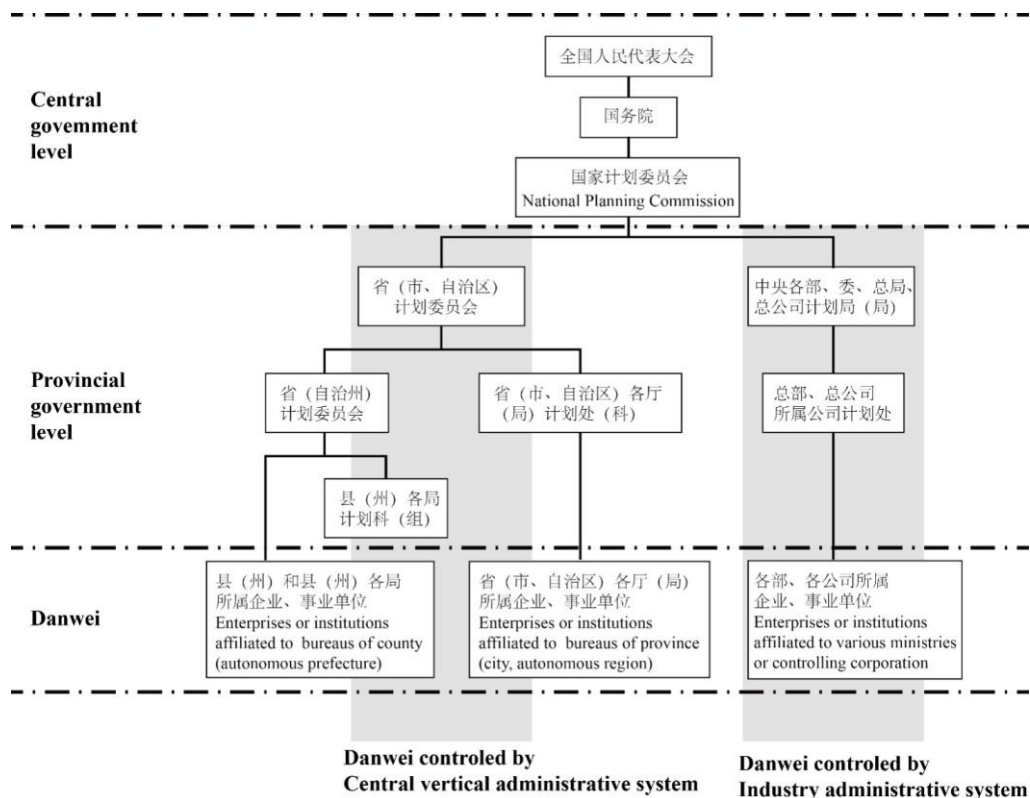 全国人民代表大会
Central
govemment
level
国务院
国家计划委员会
National Planning Commission
省（市、自治区）
计划委员会
中央各部、委、总局、
总公司计划局（局）
Provincial
government
level
省（自治州）
计划委员会
省（市、自治区）各厅
（局）计划处（科）
总部、总公司
所属公司计划处
县（州）各局
计划科（组）
Danwei
县（州）和县（州）各局
所属企业、事业单位
Enterprises or institutions
affiliated to bureaus of county
(autonomous prefecture)
省（市、自治区）各厅（局）
所属企业、事业单位
Enterprises or institutions
affiliated to bureaus of province
(city, autonomous region)
各部、各公司所属
企业、事业单位
Enterprises or institutions
affiliated to various ministries
or controlling corporation
Danwei controled by
Central vertical administrative system
Danwei controled by
Industry administrative system